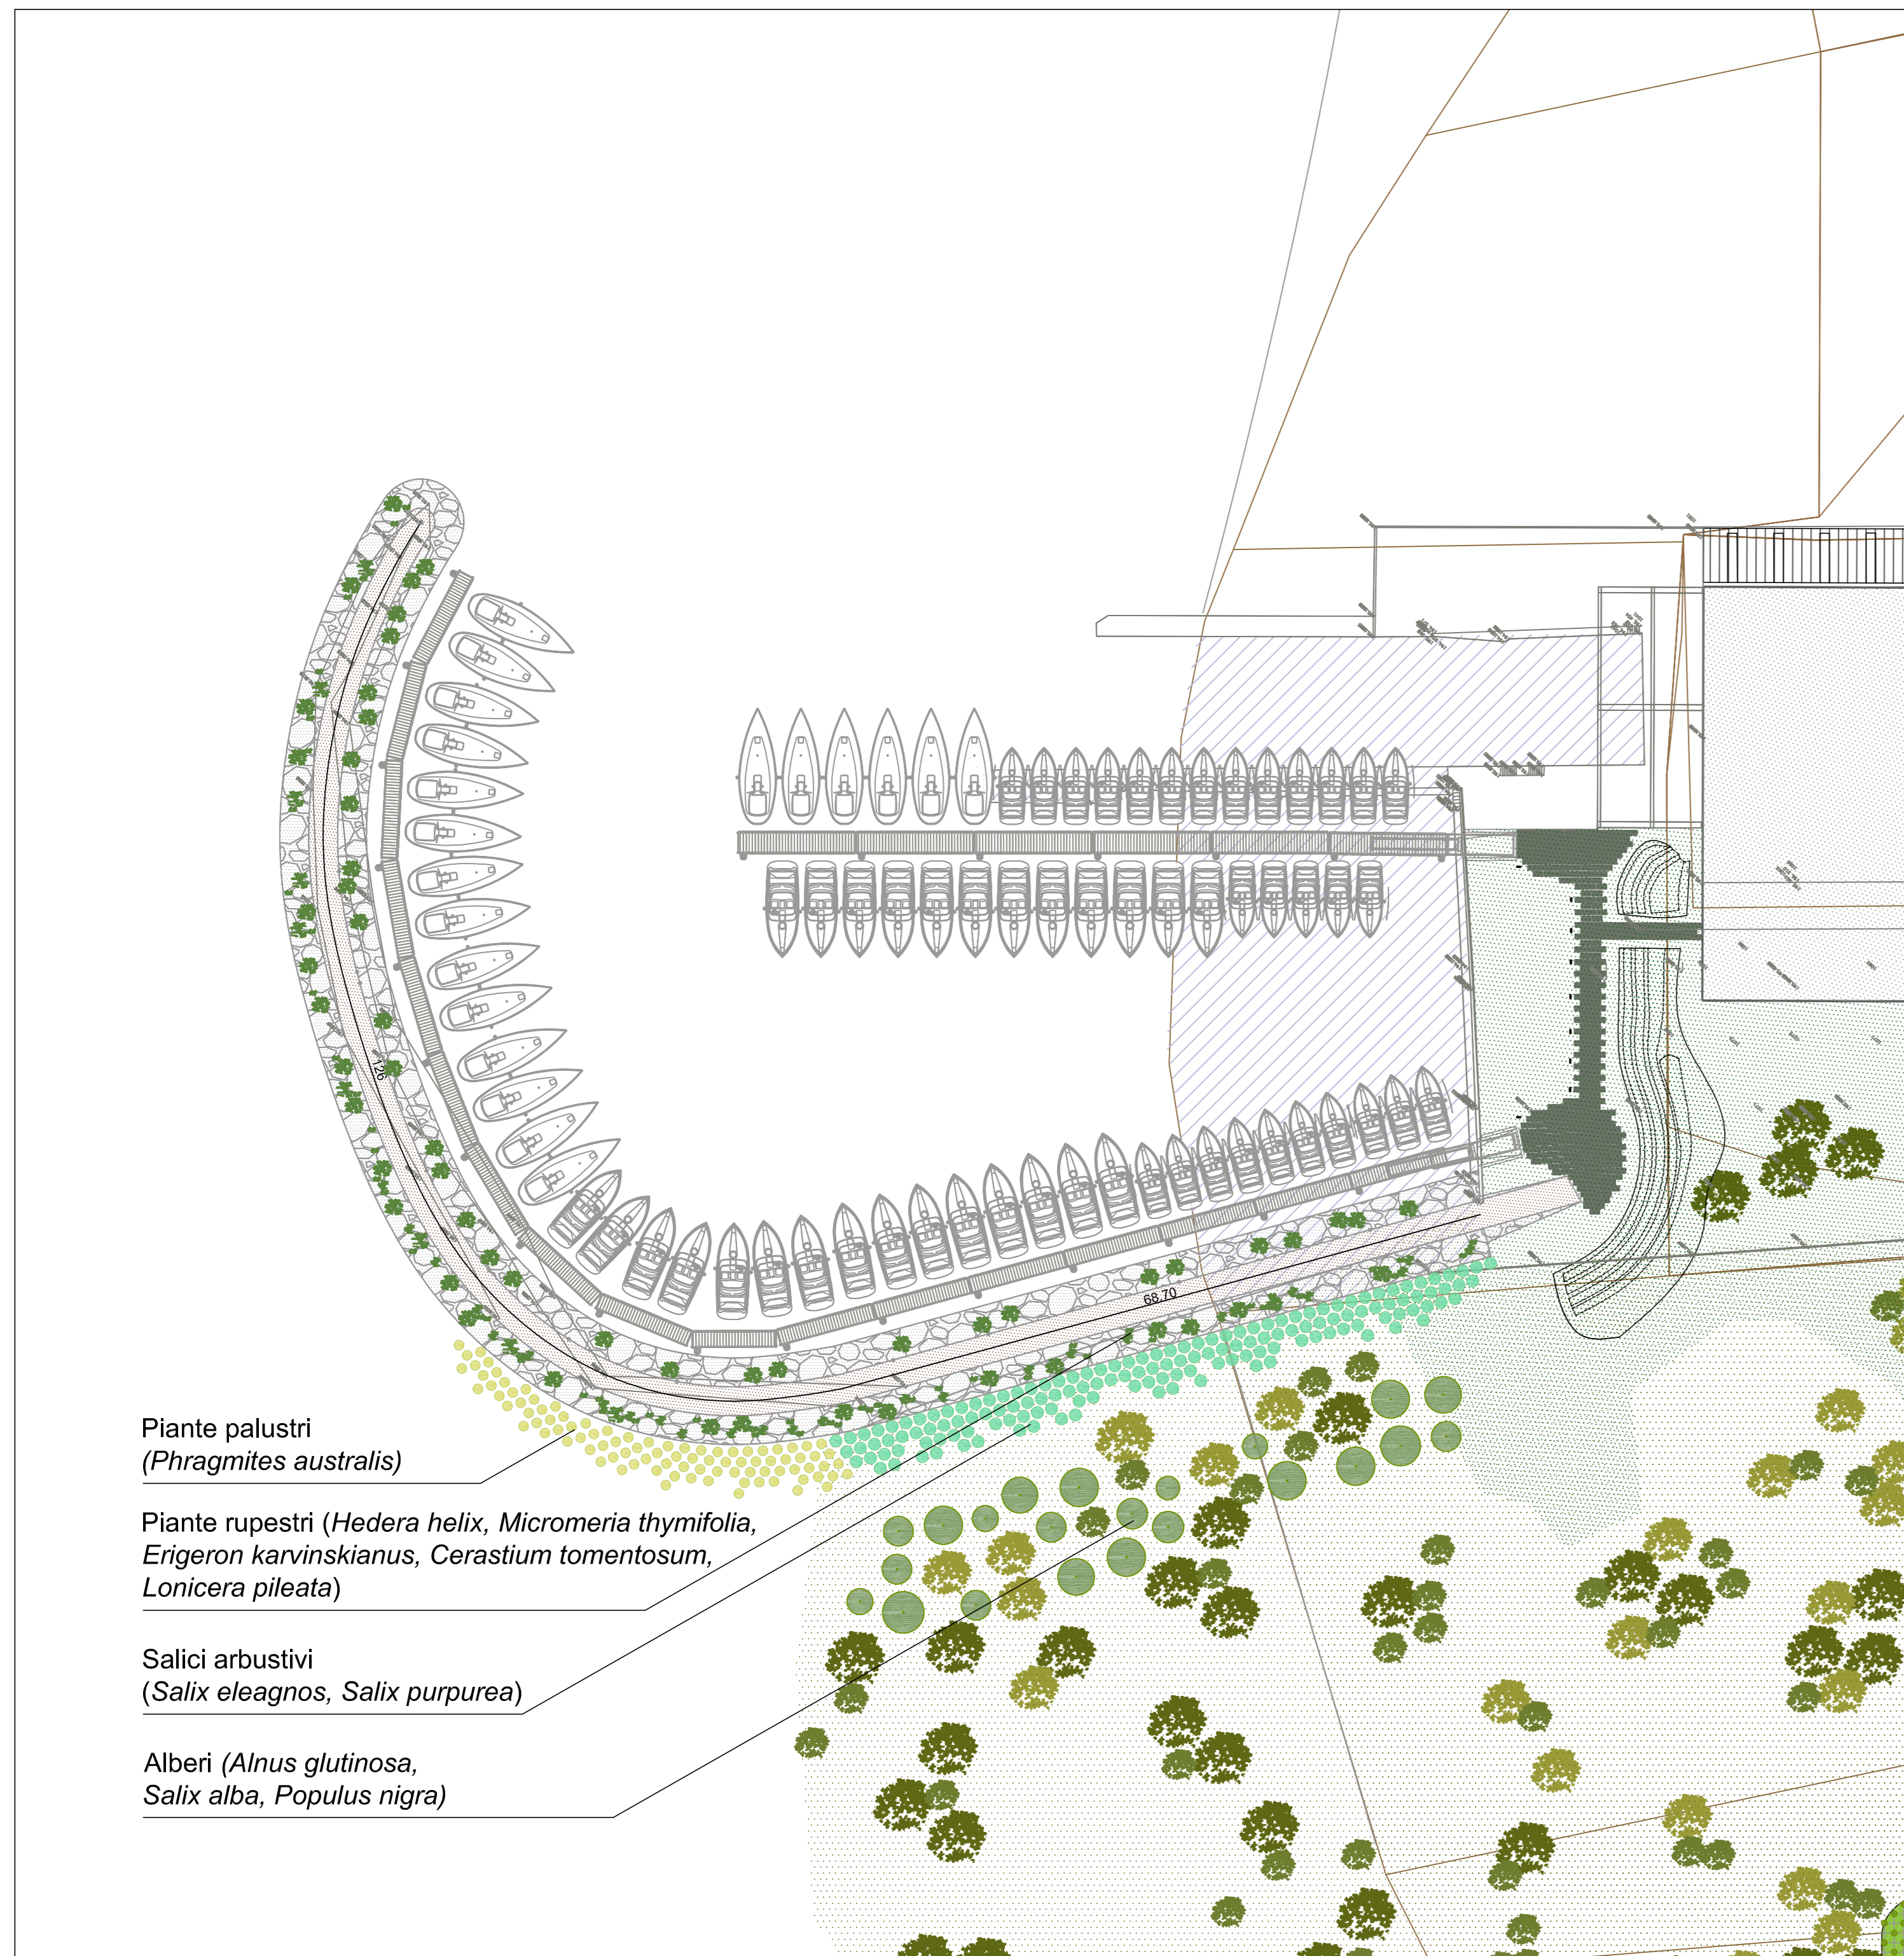 126
68.70
Piante palustri
(Phragmites australis)
Piante rupestri (Hedera helix, Micromeria thymifolia,
Erigeron karvinskianus, Cerastium tomentosum,
Lonicera pileata)
Salici arbustivi
(Salix eleagnos, Salix purpurea)
Alberi (Alnus glutinosa,
Salix alba, Populus nigra)